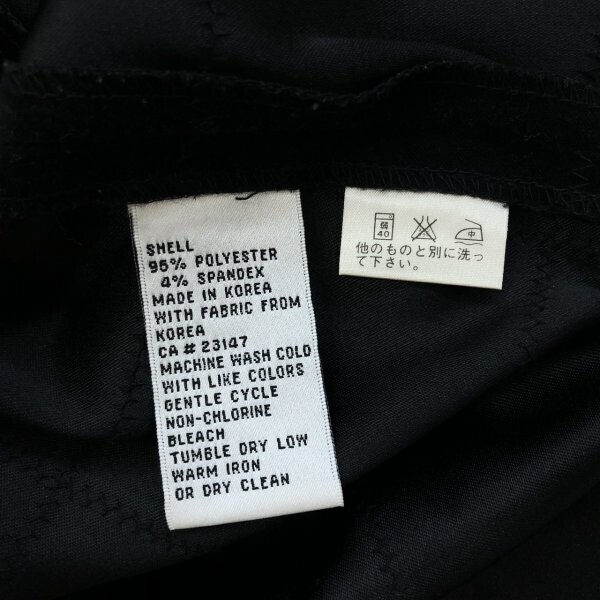 SHELL
95% POLYESTER
4% SPANDEX
MADE IN KOREA
WITH FABRIC FROM
KOREA
CA # 23147
MACHINE WASH COLD
WITH LIKE COLORS
GENTLE CYCLE
NON-CHLORINE
BLEACH
TUMBLE DRY LOW
WARM IRON
OR DRY CLEAN
弱 中
40
他のものと別に洗っ
て下さい。